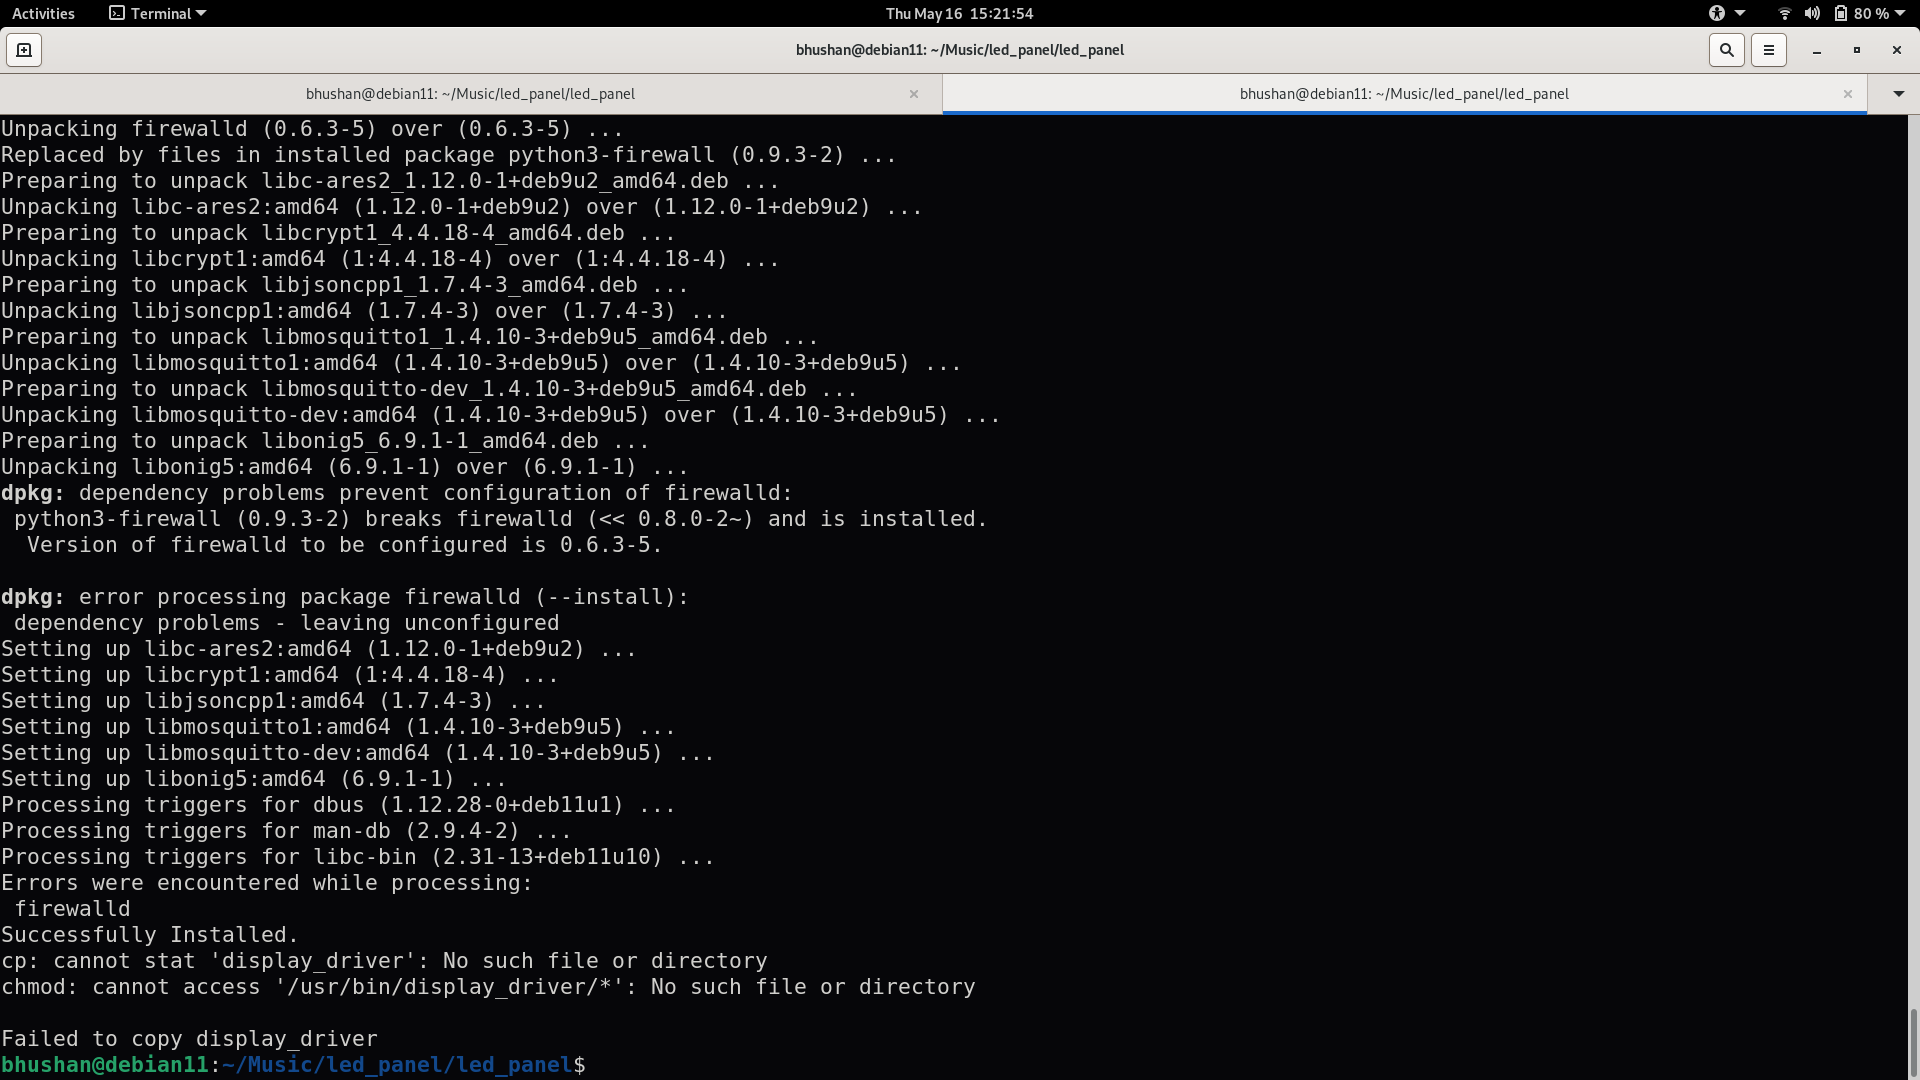 Activities
Terminal
Thu May 16 15:21:54
80 %
bhushan@debian11: ~/Music/led_panel/led_panel
bhushan@debian11: ~/Music/led_panel/led_panel
bhushan@debian11: ~/Music/led_panel/led_panel
Unpacking firewalld (0.6.3-5) over (0.6.3-5) ...
Replaced by files in installed package python3-firewall (0.9.3-2) ...
Preparing to unpack libc-ares2_1.12.0-1+deb9u2_amd64.deb ...
Unpacking libc-ares2:amd64 (1.12.0-1+deb9u2) over (1.12.0-1+deb9u2) ...
Preparing to unpack libcrypt1_4.4.18-4_amd64.deb ...
Unpacking libcrypt1:amd64 (1:4.4.18-4) over (1:4.4.18-4) ...
Preparing to unpack libjsoncpp1_1.7.4-3_amd64.deb ...
Unpacking libjsoncpp1:amd64 (1.7.4-3) over (1.7.4-3) ...
Preparing to unpack libmosquitto1_1.4.10-3+deb9u5_amd64.deb ...
Unpacking libmosquitto1:amd64 (1.4.10-3+deb9u5) over (1.4.10-3+deb9u5) ...
Preparing to unpack libmosquitto-dev_1.4.10-3+deb9u5_amd64.deb ...
Unpacking libmosquitto-dev:amd64 (1.4.10-3+deb9u5) over (1.4.10-3+deb9u5) ...
Preparing to unpack libonig5_6.9.1-1_amd64.deb ...
Unpacking libonig5:amd64 (6.9.1-1) over (6.9.1-1) ...
dpkg: dependency problems prevent configuration of firewalld:
 python3-firewall (0.9.3-2) breaks firewalld (<< 0.8.0-2~) and is installed.
  Version of firewalld to be configured is 0.6.3-5.

dpkg: error processing package firewalld (--install):
 dependency problems - leaving unconfigured
Setting up libc-ares2:amd64 (1.12.0-1+deb9u2) ...
Setting up libcrypt1:amd64 (1:4.4.18-4) ...
Setting up libjsoncpp1:amd64 (1.7.4-3) ...
Setting up libmosquitto1:amd64 (1.4.10-3+deb9u5) ...
Setting up libmosquitto-dev:amd64 (1.4.10-3+deb9u5) ...
Setting up libonig5:amd64 (6.9.1-1) ...
Processing triggers for dbus (1.12.28-0+deb11u1) ...
Processing triggers for man-db (2.9.4-2) ...
Processing triggers for libc-bin (2.31-13+deb11u10) ...
Errors were encountered while processing:
 firewalld
Successfully Installed.
cp: cannot stat 'display_driver': No such file or directory
chmod: cannot access '/usr/bin/display_driver/*': No such file or directory

Failed to copy display_driver
bhushan@debian11:~/Music/led_panel/led_panel$